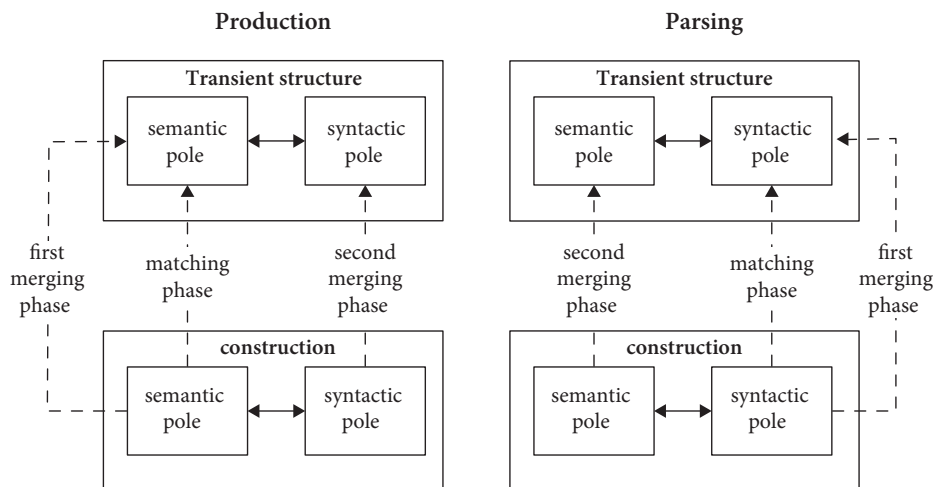 Production
Transient structure
semantic
pole
syntactic
pole
first
merging
phase
matching
phase
second
merging
phase
construction
semantic
pole
syntactic
pole
Parsing
Transient structure
semantic
pole
syntactic
pole
second
merging
phase
matching
phase
first
merging
phase
construction
semantic
pole
syntactic
pole